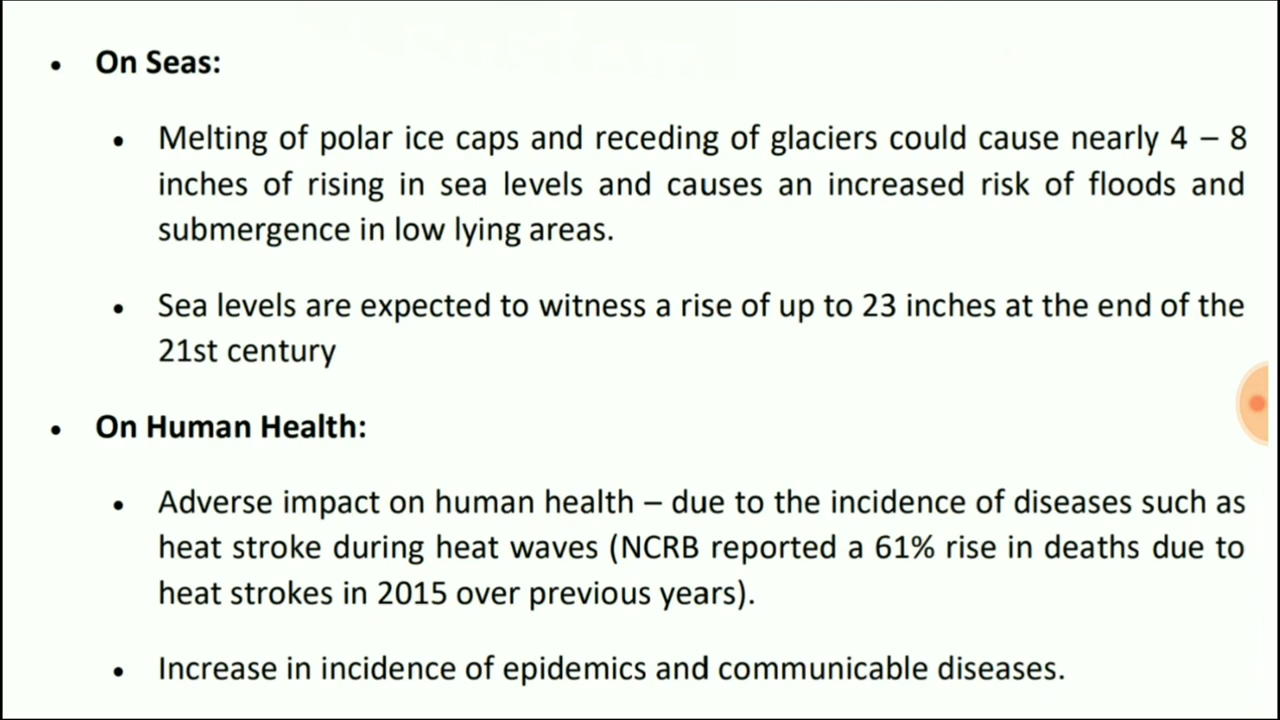 • On Seas:
• Melting of polar ice caps and receding of glaciers could cause nearly 4 – 8
inches of rising in sea levels and causes an increased risk of floods and
submergence in low lying areas.
• Sea levels are expected to witness a rise of up to 23 inches at the end of the
21st century
• On Human Health:
• Adverse impact on human health – due to the incidence of diseases such as
heat stroke during heat waves (NCRB reported a 61% rise in deaths due to
heat strokes in 2015 over previous years).
• Increase in incidence of epidemics and communicable diseases.